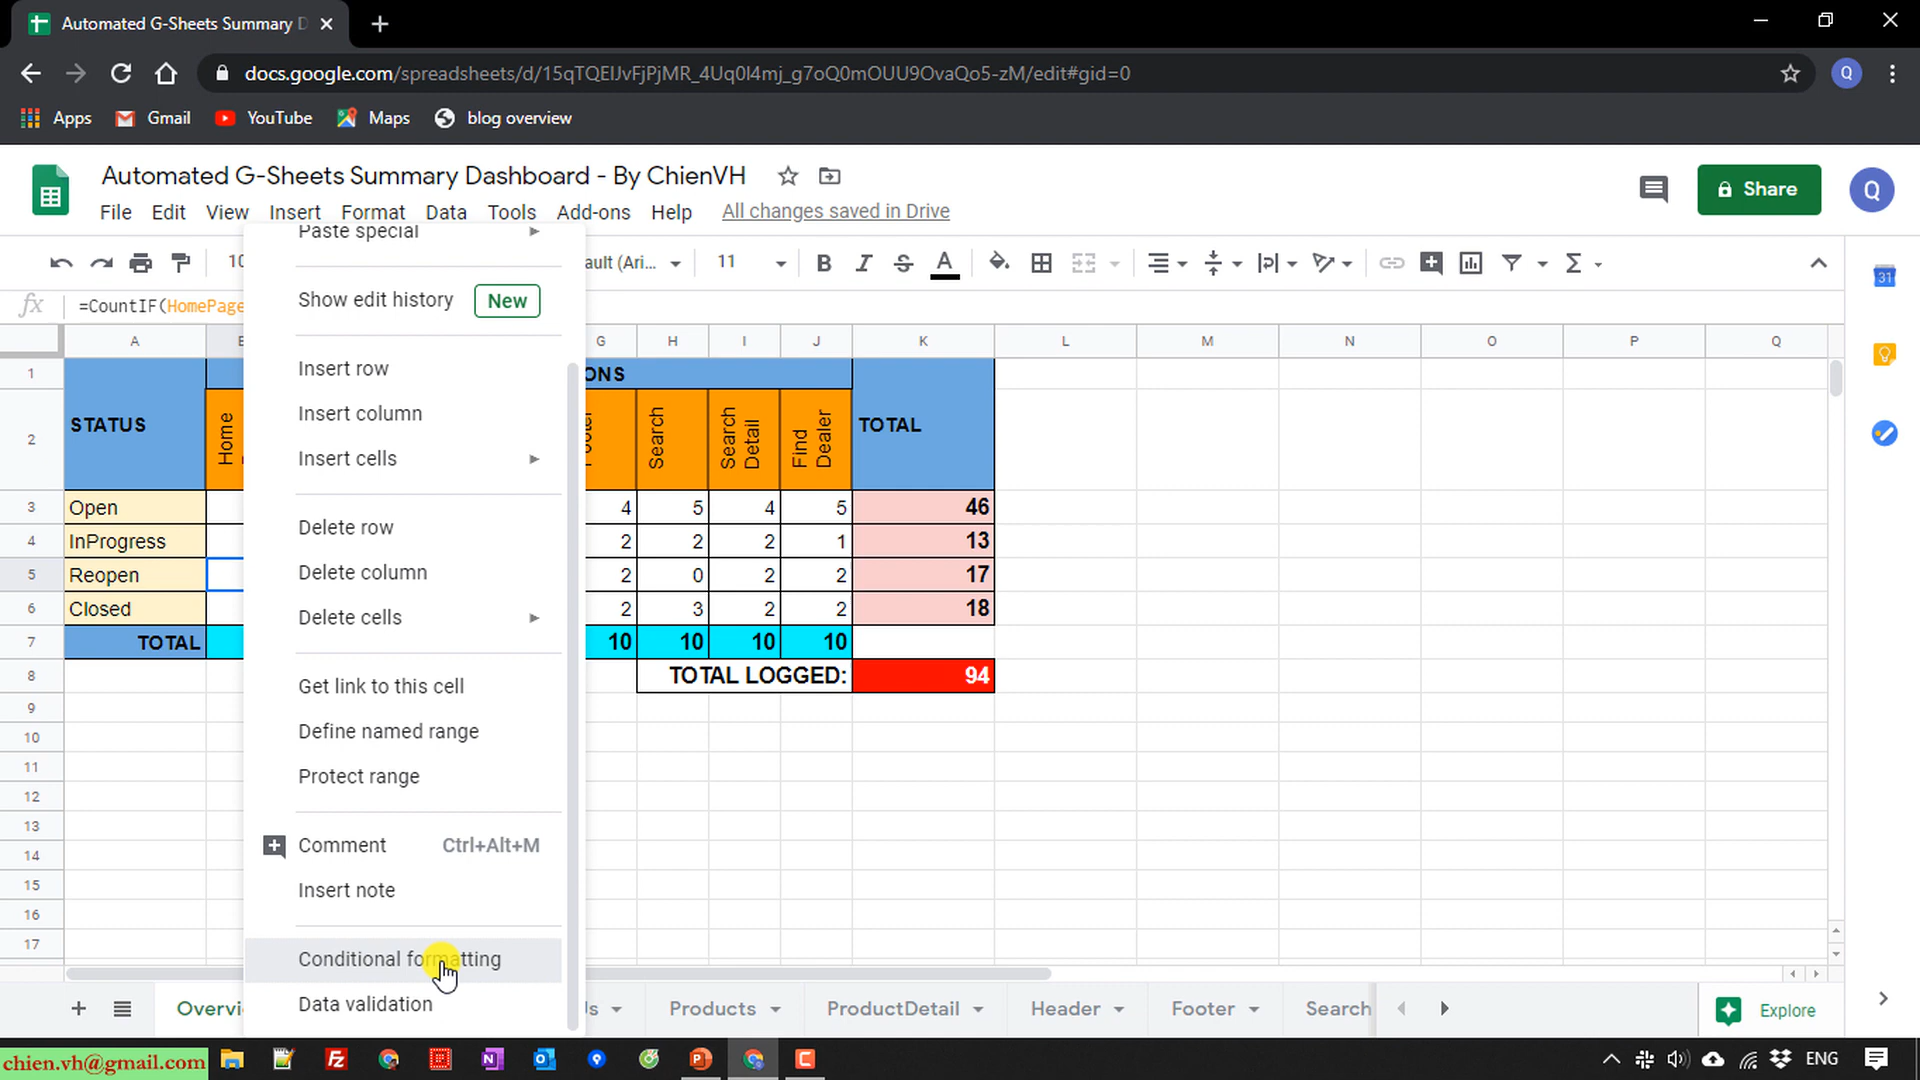 Automated G-Sheets Summary D
docs.google.com/spreadsheets/d/15qTQEIJvFjPjMR_4Uq0l4mj_g7oQ0mOUU9OvaQo5-zM/edit#gid=0
Q
Apps Gmail YouTube Maps blog overview
Automated G-Sheets Summary Dashboard - By ChienVH
Share
Q
File Edit View Insert Format Data Tools Add-ons Help All changes saved in Drive
Paste special
10 ault (Ari... 11 B I S A Σ
31
Show edit history New
fx =CountIF(HomePage
A G H I J K L M N O P Q
1 ONS
Insert row
2 STATUS Home Search Search Detail Find Dealer TOTAL
Insert column
Insert cells
3 Open 4 5 4 5 46
Delete row
4 InProgress 2 2 2 1 13
Delete column
5 Reopen 2 0 2 2 17
6 Closed 2 3 2 2 18
Delete cells
7 TOTAL 10 10 10 10
8 TOTAL LOGGED: 94
Get link to this cell
9
Define named range
10
11
Protect range
12
13
Comment Ctrl+Alt+M
14
15
Insert note
16
17
Conditional formatting
Data validation
Overvi s Products ProductDetail Header Footer Search Explore
chien.vh@gmail.com
ENG